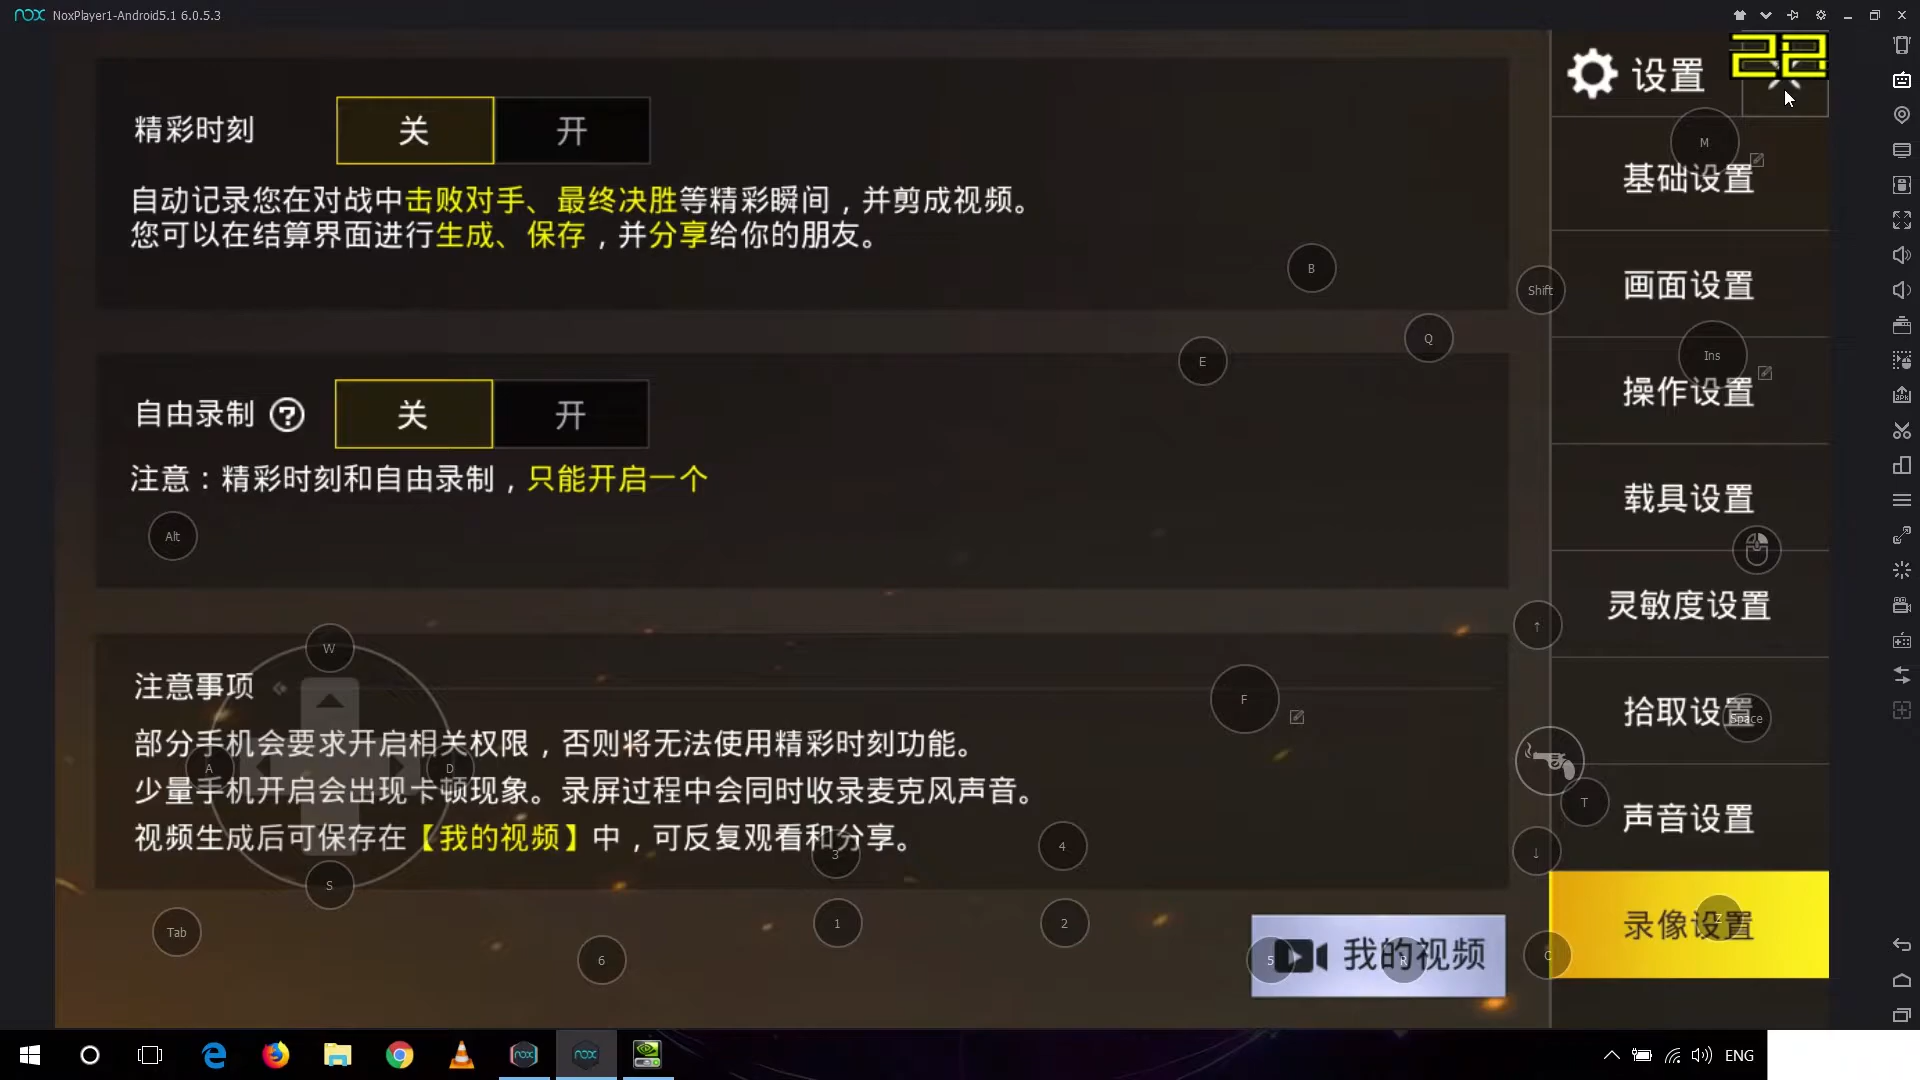 nox NoxPlayer1-Android5.1 6.0.5.3
22
设置
精彩时刻 关 开
自动记录您在对战中击败对手、最终决胜等精彩瞬间，并剪成视频。
您可以在结算界面进行生成、保存，并分享给你的朋友。
自由录制 ? 关 开
注意：精彩时刻和自由录制，只能开启一个
注意事项
部分手机会要求开启相关权限，否则将无法使用精彩时刻功能。
少量手机开启会出现卡顿现象。录屏过程中会同时收录麦克风声音。
视频生成后可保存在【我的视频】中，可反复观看和分享。
我的视频
基础设置
画面设置
操作设置
载具设置
灵敏度设置
拾取设置
声音设置
录像设置
M
B
Shift
Q
Ins
E
Alt
W
A
D
S
F
Space
T
↑
↓
3
4
Tab
1
2
6
5
R
C
Z
nox
nox
ENG